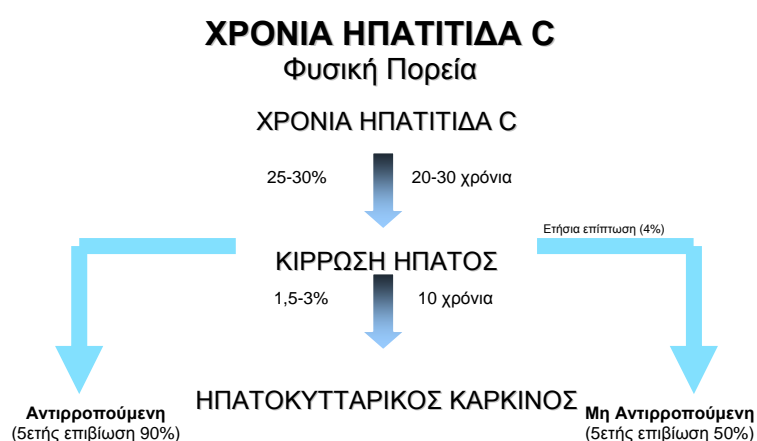 ΧΡΟΝΙΑ ΗΠΑΤΙΤΙΔΑ C
Φυσική Πορεία
ΧΡΟΝΙΑ ΗΠΑΤΙΤΙΔΑ C
25-30%
20-30 χρόνια
Ετήσια επίπτωση (4%)
ΚΙΡΡΩΣΗ ΗΠΑΤΟΣ
1,5-3%
10 χρόνια
ΗΠΑΤΟΚΥΤΤΑΡΙΚΟΣ ΚΑΡΚΙΝΟΣ
Αντιρροπούμενη
(5ετής επιβίωση 90%)
Μη Αντιρροπούμενη
(5ετής επιβίωση 50%)